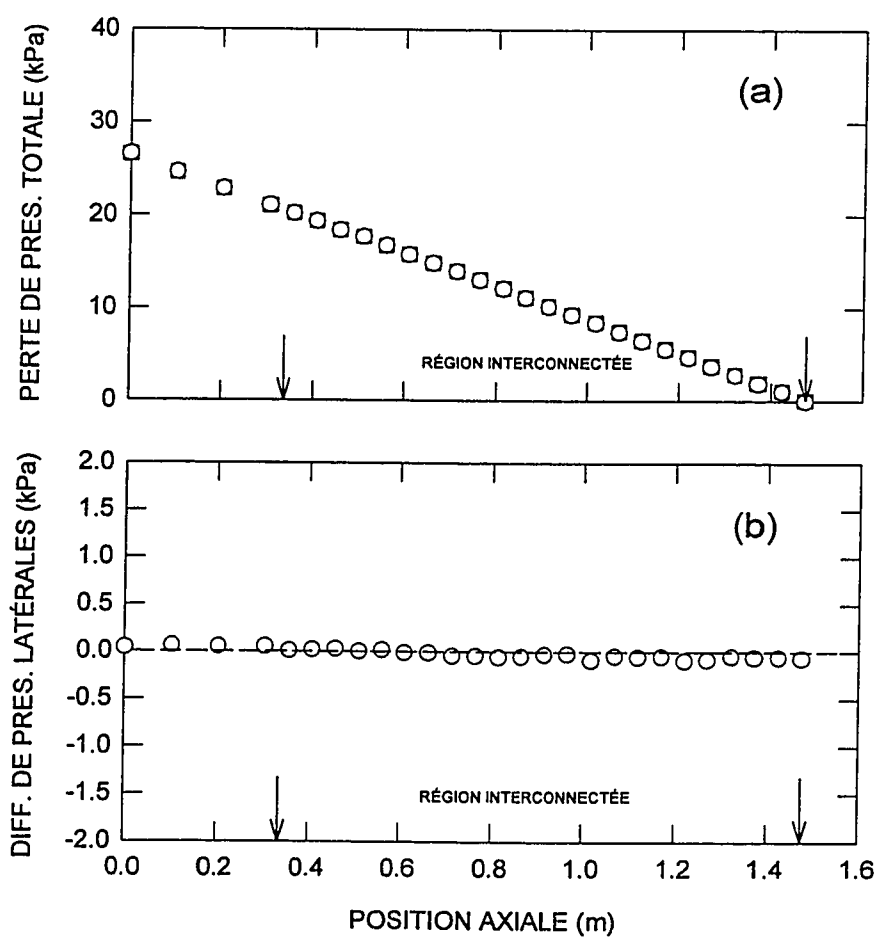 PERTE DE PRES. TOTALE (kPa)
40
30
20
10
0
(a)
RÉGION INTERCONNECTÉE
DIFF. DE PRES. LATÉRALES (kPa)
2.0
1.5
1.0
0.5
0.0
-0.5
-1.0
-1.5
-2.0
(b)
RÉGION INTERCONNECTÉE
0.0 0.2 0.4 0.6 0.8 1.0 1.2 1.4 1.6
POSITION AXIALE (m)